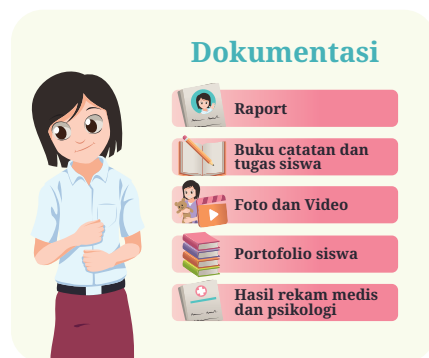 Dokumentasi
Raport
Buku catatan dan
tugas siswa
Foto dan Video
Portofolio siswa
Hasil rekam medis
dan psikologi